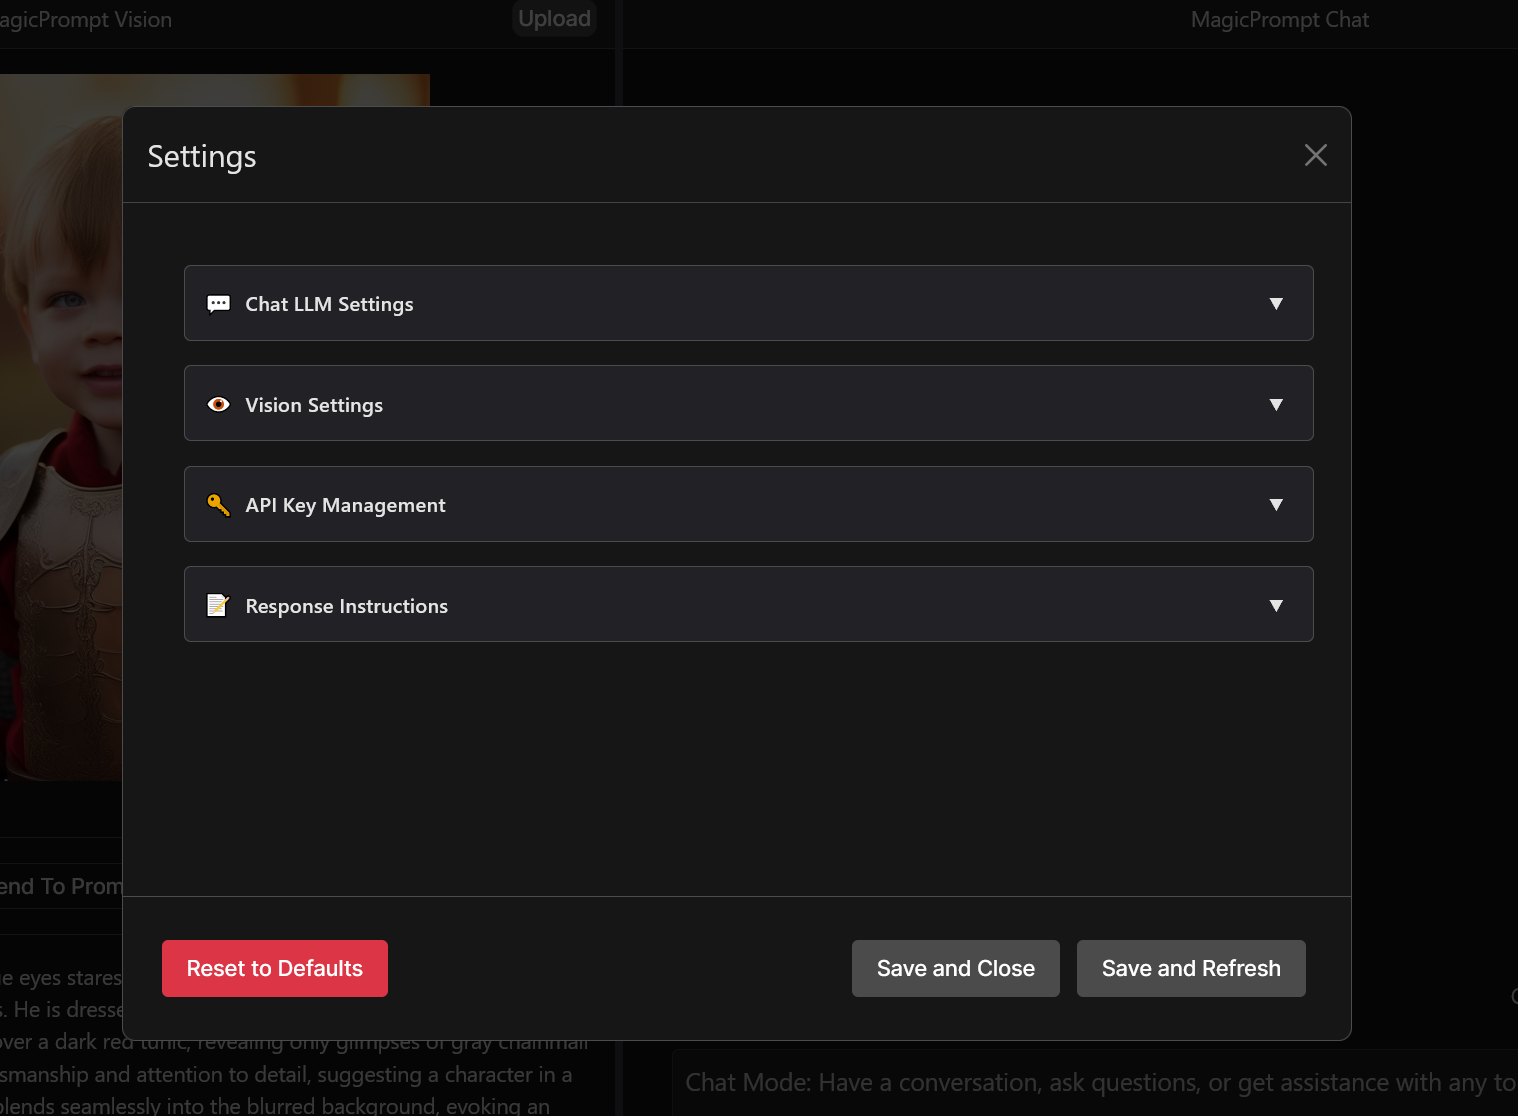 agicPrompt Vision
Upload
MagicPrompt Chat
Settings
Chat LLM Settings
Vision Settings
API Key Management
Response Instructions
Reset to Defaults
Save and Close
Save and Refresh
end To Prom
e eyes stares
s. He is dresse
over a dark red tunic, revealing only glimpses of gray chainmail
smanship and attention to detail, suggesting a character in a
blends seamlessly into the blurred background, evoking an
Chat Mode: Have a conversation, ask questions, or get assistance with any to